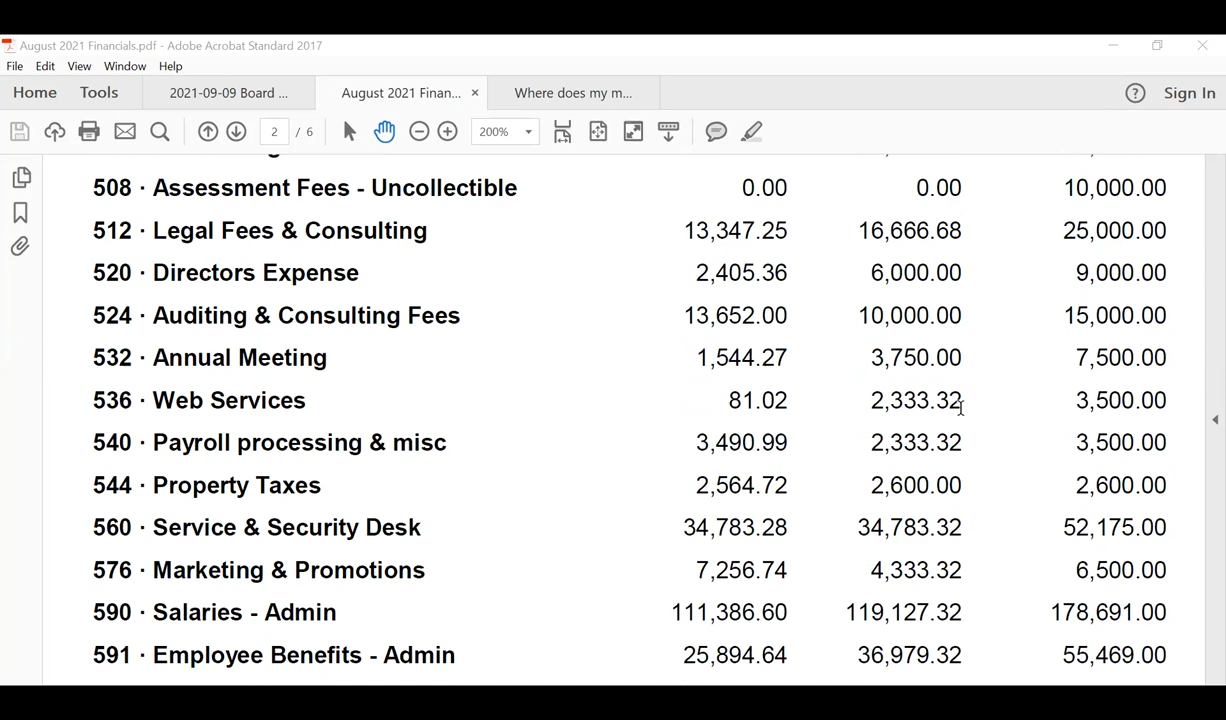 August 2021 Financials.pdf - Adobe Acrobat Standard 2017
File Edit View Window Help
Home Tools 2021-09-09 Board ... August 2021 Finan... × Where does my m... ? Sign In
2 / 6 200%
508 · Assessment Fees - Uncollectible 0.00 0.00 10,000.00
512 · Legal Fees & Consulting 13,347.25 16,666.68 25,000.00
520 · Directors Expense 2,405.36 6,000.00 9,000.00
524 · Auditing & Consulting Fees 13,652.00 10,000.00 15,000.00
532 · Annual Meeting 1,544.27 3,750.00 7,500.00
536 · Web Services 81.02 2,333.32 3,500.00
540 · Payroll processing & misc 3,490.99 2,333.32 3,500.00
544 · Property Taxes 2,564.72 2,600.00 2,600.00
560 · Service & Security Desk 34,783.28 34,783.32 52,175.00
576 · Marketing & Promotions 7,256.74 4,333.32 6,500.00
590 · Salaries - Admin 111,386.60 119,127.32 178,691.00
591 · Employee Benefits - Admin 25,894.64 36,979.32 55,469.00